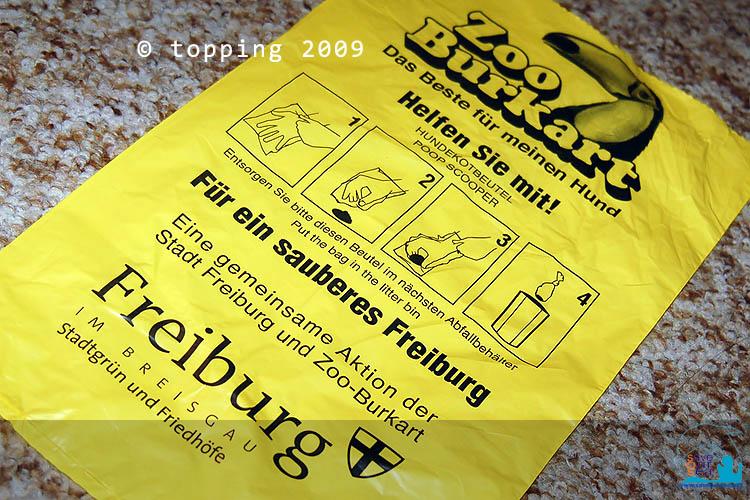 © topping 2009
Zoo
Burkart
Das Beste für meinen Hund
Helfen Sie mit!
HUNDEKOTBEUTEL
POOP-SCOOPER
1
2
3
4
Entsorgen Sie bitte diesen Beutel im nächsten Abfallbehälter.
Put the bag in the litter bin
Für ein sauberes Freiburg
Eine gemeinsame Aktion der
Stadt Freiburg und Zoo-Burkart
Freiburg
IM BREISGAU
Stadtgrün und Friedhöfe